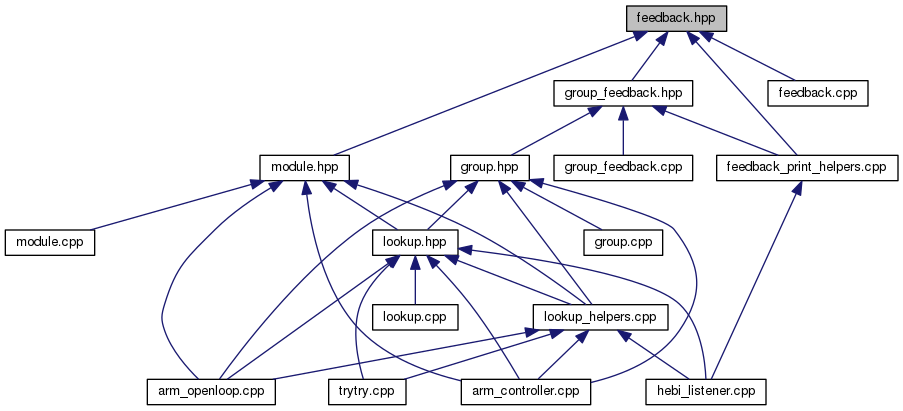 feedback.hpp
group_feedback.hpp
feedback.cpp
module.hpp
group.hpp
group_feedback.cpp
feedback_print_helpers.cpp
module.cpp
lookup.hpp
group.cpp
lookup.cpp
lookup_helpers.cpp
arm_openloop.cpp
trytry.cpp
arm_controller.cpp
hebi_listener.cpp